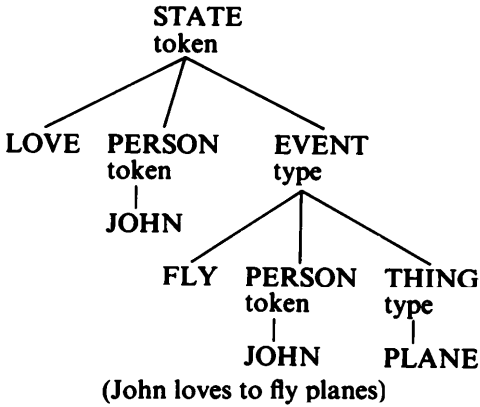 STATE
token
LOVE PERSON EVENT
token type
JOHN
FLY PERSON THING
token type
JOHN PLANE
(John loves to fly planes)